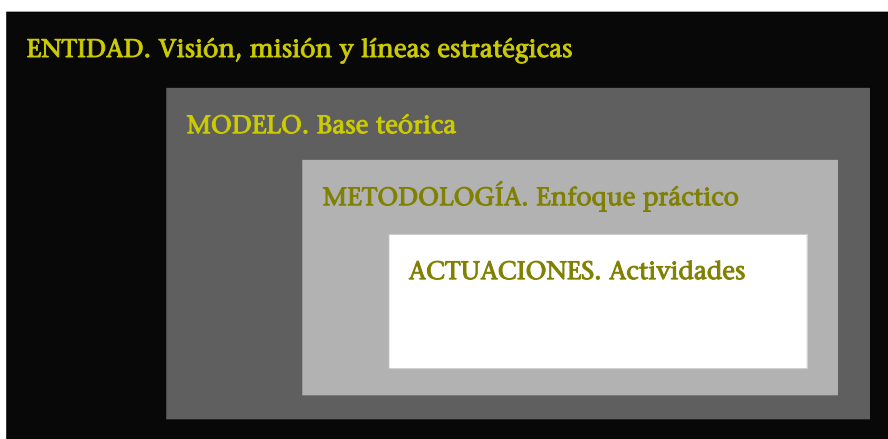 ENTIDAD. Visión, misión y líneas estratégicas
MODELO. Base teórica
METODOLOGÍA. Enfoque práctico
ACTUACIONES. Actividades